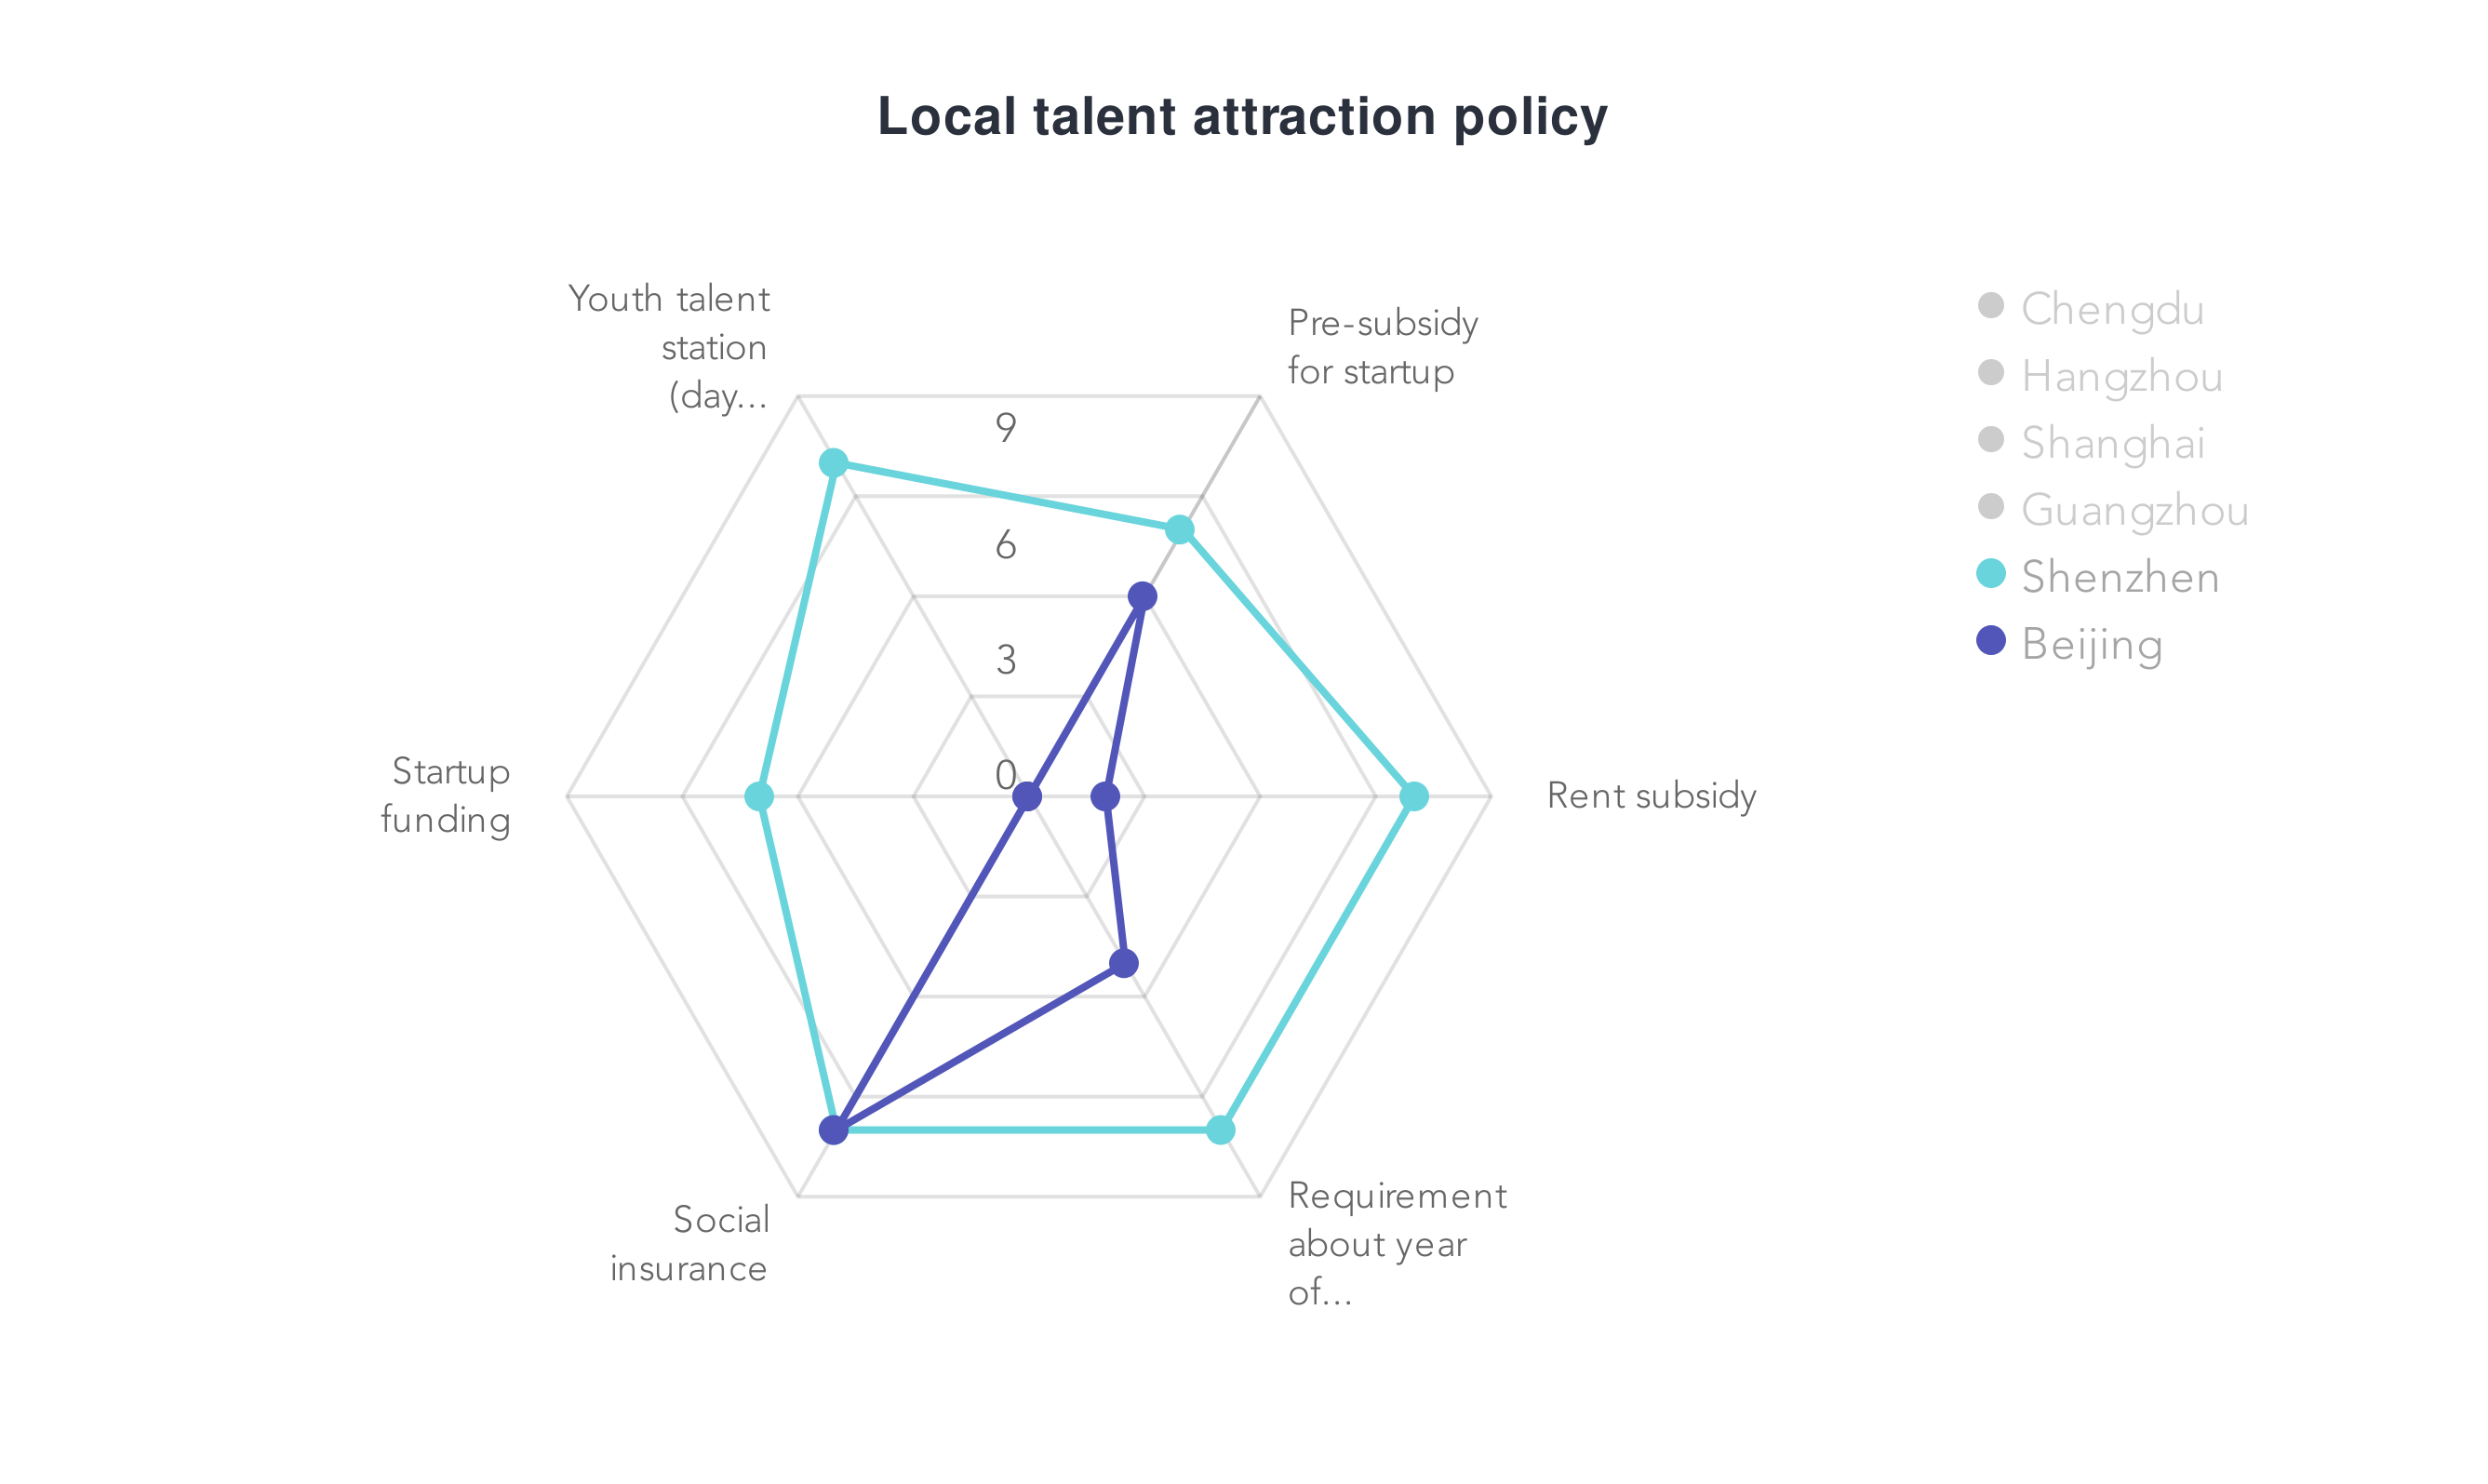 Local talent attraction policy
Youth talent
station
(day...
Pre-subsidy
for startup
9
6
3
0
Startup
funding
Rent subsidy
Social
insurance
Requirement
about year
of...
Chengdu
Hangzhou
Shanghai
Guangzhou
Shenzhen
Beijing